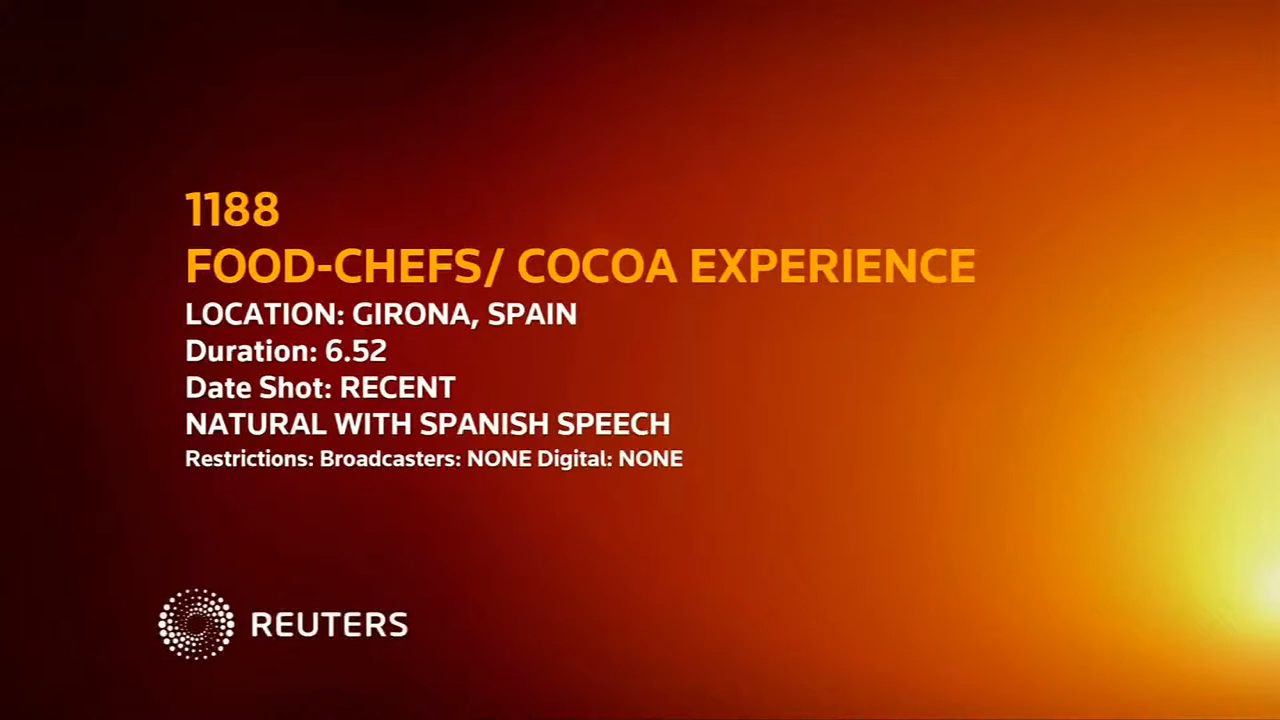 1188
FOOD-CHEFS/ COCOA EXPERIENCE
LOCATION: GIRONA, SPAIN
Duration: 6.52
Date Shot: RECENT
NATURAL WITH SPANISH SPEECH
Restrictions: Broadcasters: NONE Digital: NONE
REUTERS